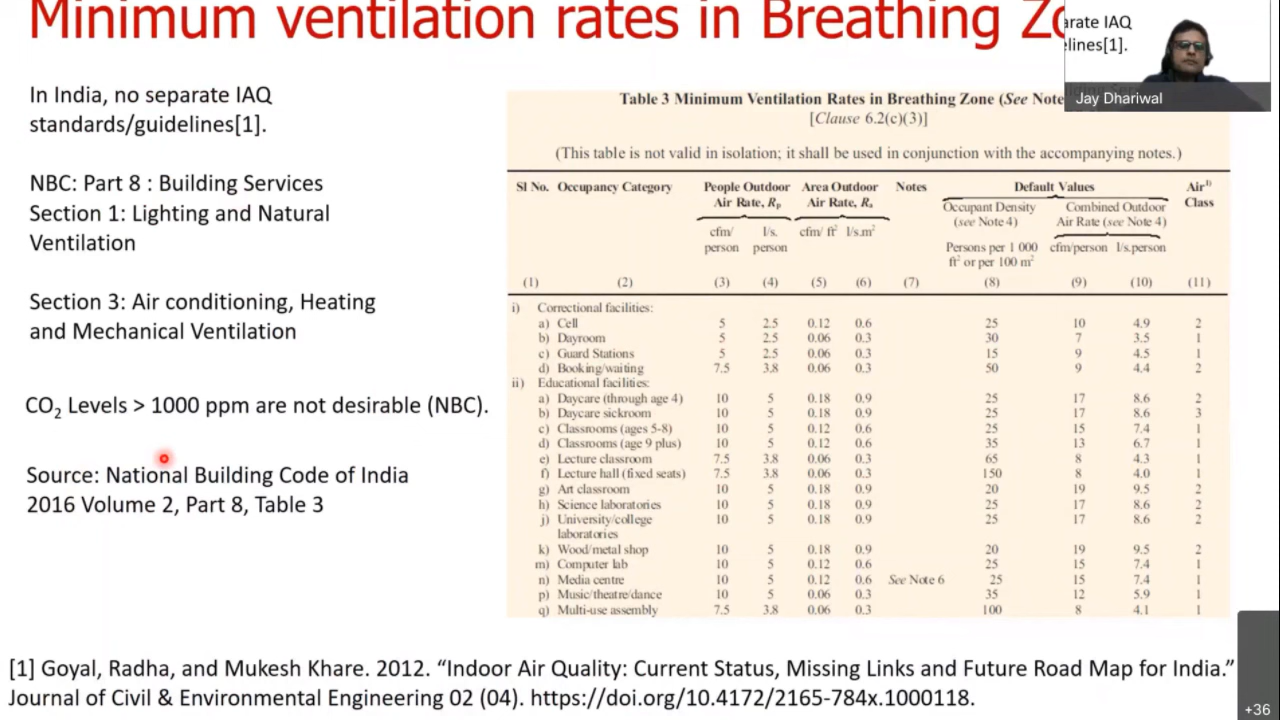 Minimum ventilation rates in Breathing
arate IAQ
elines[1].
Jay Dhariwal
In India, no separate IAQ
standards/guidelines[1].
NBC: Part 8 : Building Services
Section 1: Lighting and Natural
Ventilation
Section 3: Air conditioning, Heating
and Mechanical Ventilation
CO₂ Levels > 1000 ppm are not desirable (NBC).
Source: National Building Code of India
2016 Volume 2, Part 8, Table 3
Table 3 Minimum Ventilation Rates in Breathing Zone (See Note
[Clause 6.2(c)(3)]
(This table is not valid in isolation; it shall be used in conjunction with the accompanying notes.)
SI No. Occupancy Category People Outdoor Area Outdoor Notes Default Values Air¹⁾
Air Rate, Rp Air Rate, Ra Class
Occupant Density Combined Outdoor
(see Note 4) Air Rate (see Note 4)
cfm/ l/s. cfm/ ft² l/s.m²
person person Persons per 1 000 cfm/person l/s.person
ft² or per 100 m²
(1) (2) (3) (4) (5) (6) (7) (8) (9) (10) (11)
i) Correctional facilities:
a) Cell 5 2.5 0.12 0.6 25 10 4.9 2
b) Dayroom 5 2.5 0.06 0.3 30 7 3.5 1
c) Guard Stations 5 2.5 0.06 0.3 15 9 4.5 1
d) Booking/waiting 7.5 3.8 0.06 0.3 50 9 4.4 2
ii) Educational facilities:
a) Daycare (through age 4) 10 5 0.18 0.9 25 17 8.6 2
b) Daycare sickroom 10 5 0.18 0.9 25 17 8.6 3
c) Classrooms (ages 5-8) 10 5 0.12 0.6 25 15 7.4 1
d) Classrooms (age 9 plus) 10 5 0.12 0.6 35 13 6.7 1
e) Lecture classroom 7.5 3.8 0.06 0.3 65 8 4.3 1
f) Lecture hall (fixed seats) 7.5 3.8 0.06 0.3 150 8 4.0 1
g) Art classroom 10 5 0.18 0.9 20 19 9.5 2
h) Science laboratories 10 5 0.18 0.9 25 17 8.6 2
j) University/college 10 5 0.18 0.9 25 17 8.6 2
laboratories
k) Wood/metal shop 10 5 0.18 0.9 20 19 9.5 2
m) Computer lab 10 5 0.12 0.6 25 15 7.4 1
n) Media centre 10 5 0.12 0.6 See Note 6 25 15 7.4 1
p) Music/theatre/dance 10 5 0.06 0.3 35 12 5.9 1
q) Multi-use assembly 7.5 3.8 0.06 0.3 100 8 4.1 1
[1] Goyal, Radha, and Mukesh Khare. 2012. “Indoor Air Quality: Current Status, Missing Links and Future Road Map for India.”
Journal of Civil & Environmental Engineering 02 (04). https://doi.org/10.4172/2165-784x.1000118.
+36